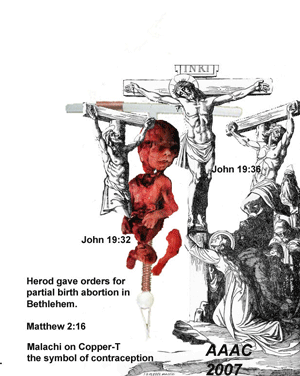 INKI
John 19:36
John 19:32
Herod gave orders for
partial birth abortion in
Bethlehem.
Matthew 2:16
Malachi on Copper-T
the symbol of contraception
AAAC
2007